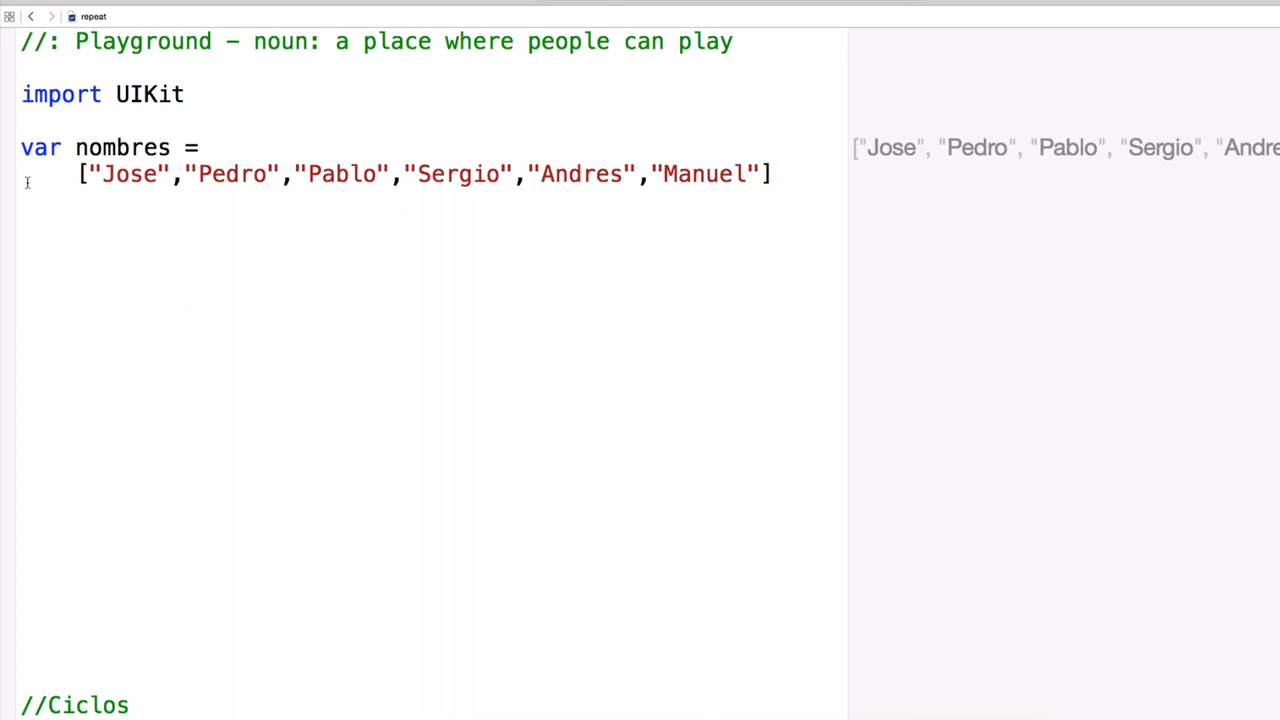 repeat
//: Playground – noun: a place where people can play
import UIKit
var nombres =
["Jose", "Pedro", "Pablo", "Sergio", "Andre
["Jose","Pedro","Pablo","Sergio","Andres","Manuel"]
//Ciclos